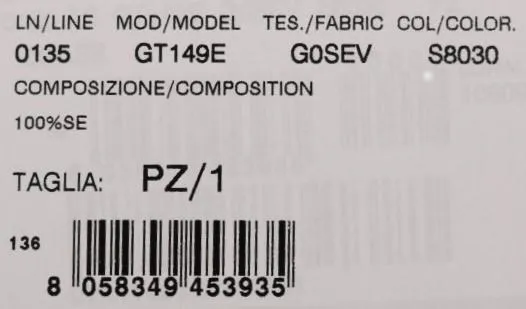 LN/LINE MOD/MODEL TES./FABRIC COL/COLOR.
0135 GT149E G0SEV S8030
COMPOSIZIONE/COMPOSITION
100%SE
TAGLIA: PZ/1
136
8 058349 453935